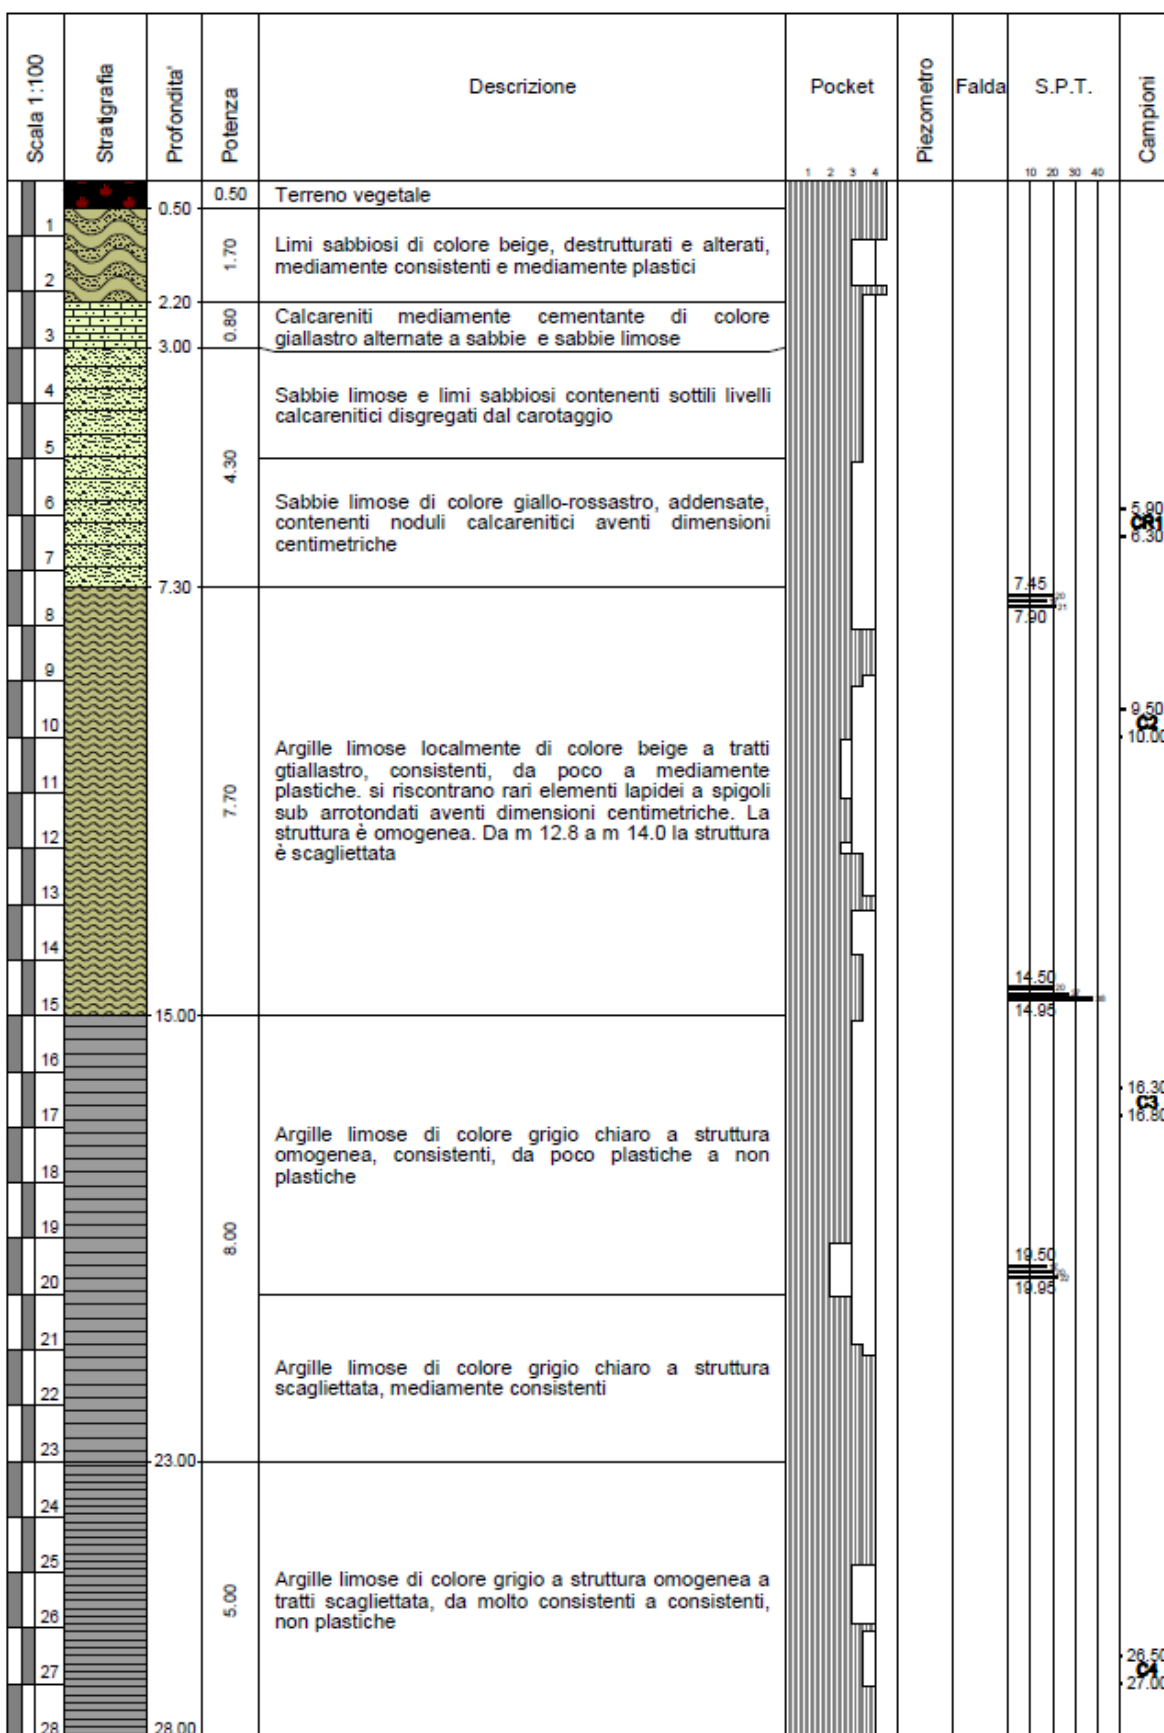 Scala 1:100
Stratigrafia
Profondita'
Potenza
Descrizione
Pocket
Piezometro
Falda
S.P.T.
Campioni
1 2 3 4
10 20 30 40
0.50 Terreno vegetale
0.50
1
1.70
Limi sabbiosi di colore beige, destrutturati e alterati,
mediamente consistenti e mediamente plastici
2
2.20
0.80
Calcareniti mediamente cementante di colore
giallastro alternate a sabbie e sabbie limose
3
3.00
4
Sabbie limose e limi sabbiosi contenenti sottili livelli
calcarenitici disgregati dal carotaggio
5
4.30
Sabbie limose di colore giallo-rossastro, addensate,
contenenti noduli calcarenitici aventi dimensioni
centimetriche
6
5.90
CR1
6.30
7
7.30
7.45
20
21
7.90
8
9
9.50
C2
10.00
10
Argille limose localmente di colore beige a tratti
gtiallastro, consistenti, da poco a mediamente
plastiche. si riscontrano rari elementi lapidei a spigoli
sub arrotondati aventi dimensioni centimetriche. La
struttura è omogenea. Da m 12.8 a m 14.0 la struttura
è scagliettata
7.70
11
12
13
14
14.50
20
14.95
15
15.00
16
16.30
C3
16.80
17
Argille limose di colore grigio chiaro a struttura
omogenea, consistenti, da poco plastiche a non
plastiche
18
19
8.00
19.50
19.95
20
21
Argille limose di colore grigio chiaro a struttura
scagliettata, mediamente consistenti
22
23
23.00
24
25
Argille limose di colore grigio a struttura omogenea a
tratti scagliettata, da molto consistenti a consistenti,
non plastiche
5.00
26
26.50
C4
27.00
27
28
28.00